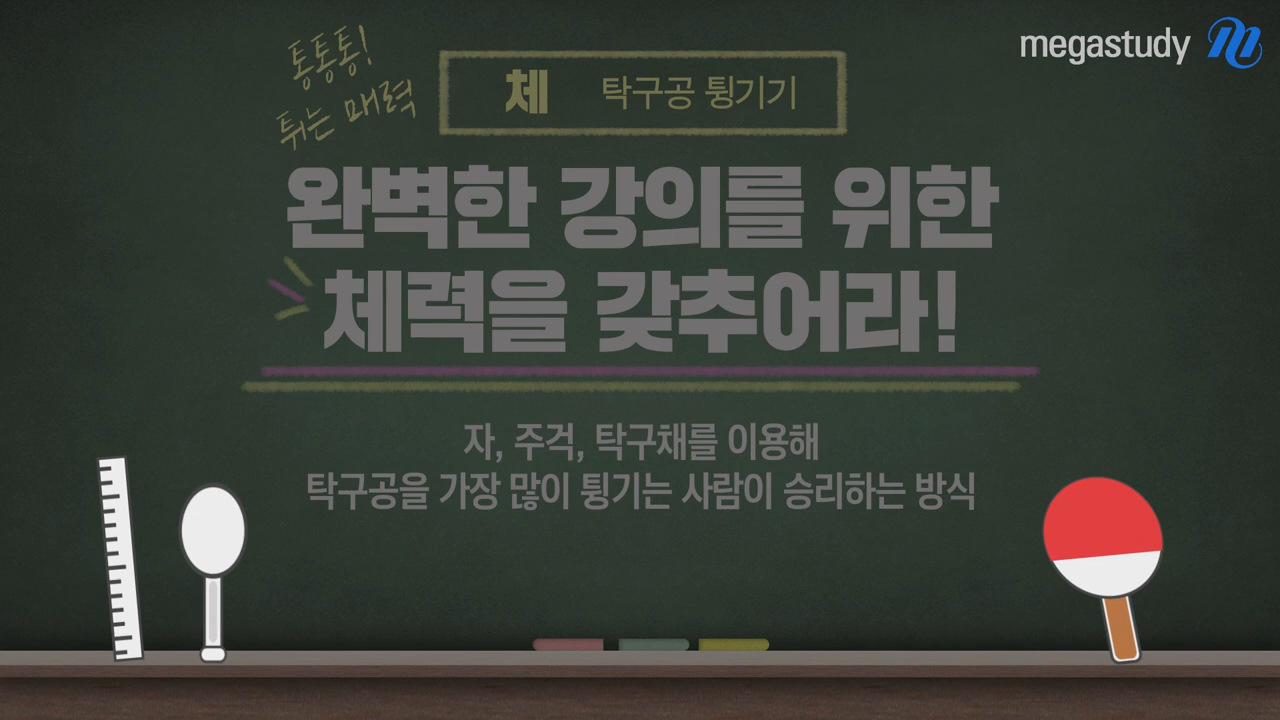 megastudy
통통통!
튀는 매력
체 탁구공 튕기기
완벽한 강의를 위한
체력을 갖추어라!
자, 주걱, 탁구채를 이용해
탁구공을 가장 많이 튕기는 사람이 승리하는 방식